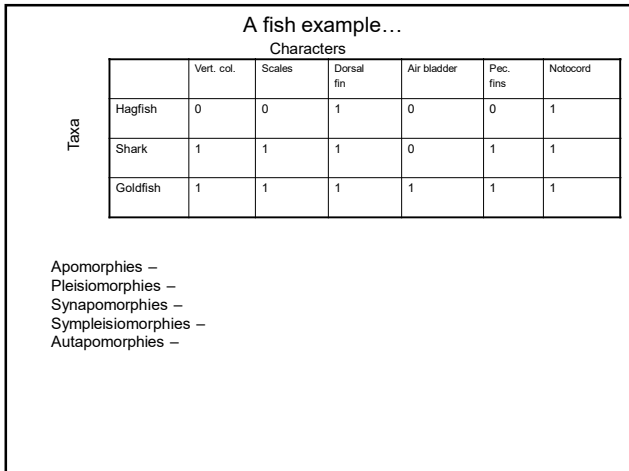 A fish example…
Characters
Vert. col. Scales Dorsal fin Air bladder Pec. fins Notocord
Taxa
Hagfish 0 0 1 0 0 1
Shark 1 1 1 0 1 1
Goldfish 1 1 1 1 1 1
Apomorphies –
Pleisiomorphies –
Synapomorphies –
Sympleisiomorphies –
Autapomorphies –